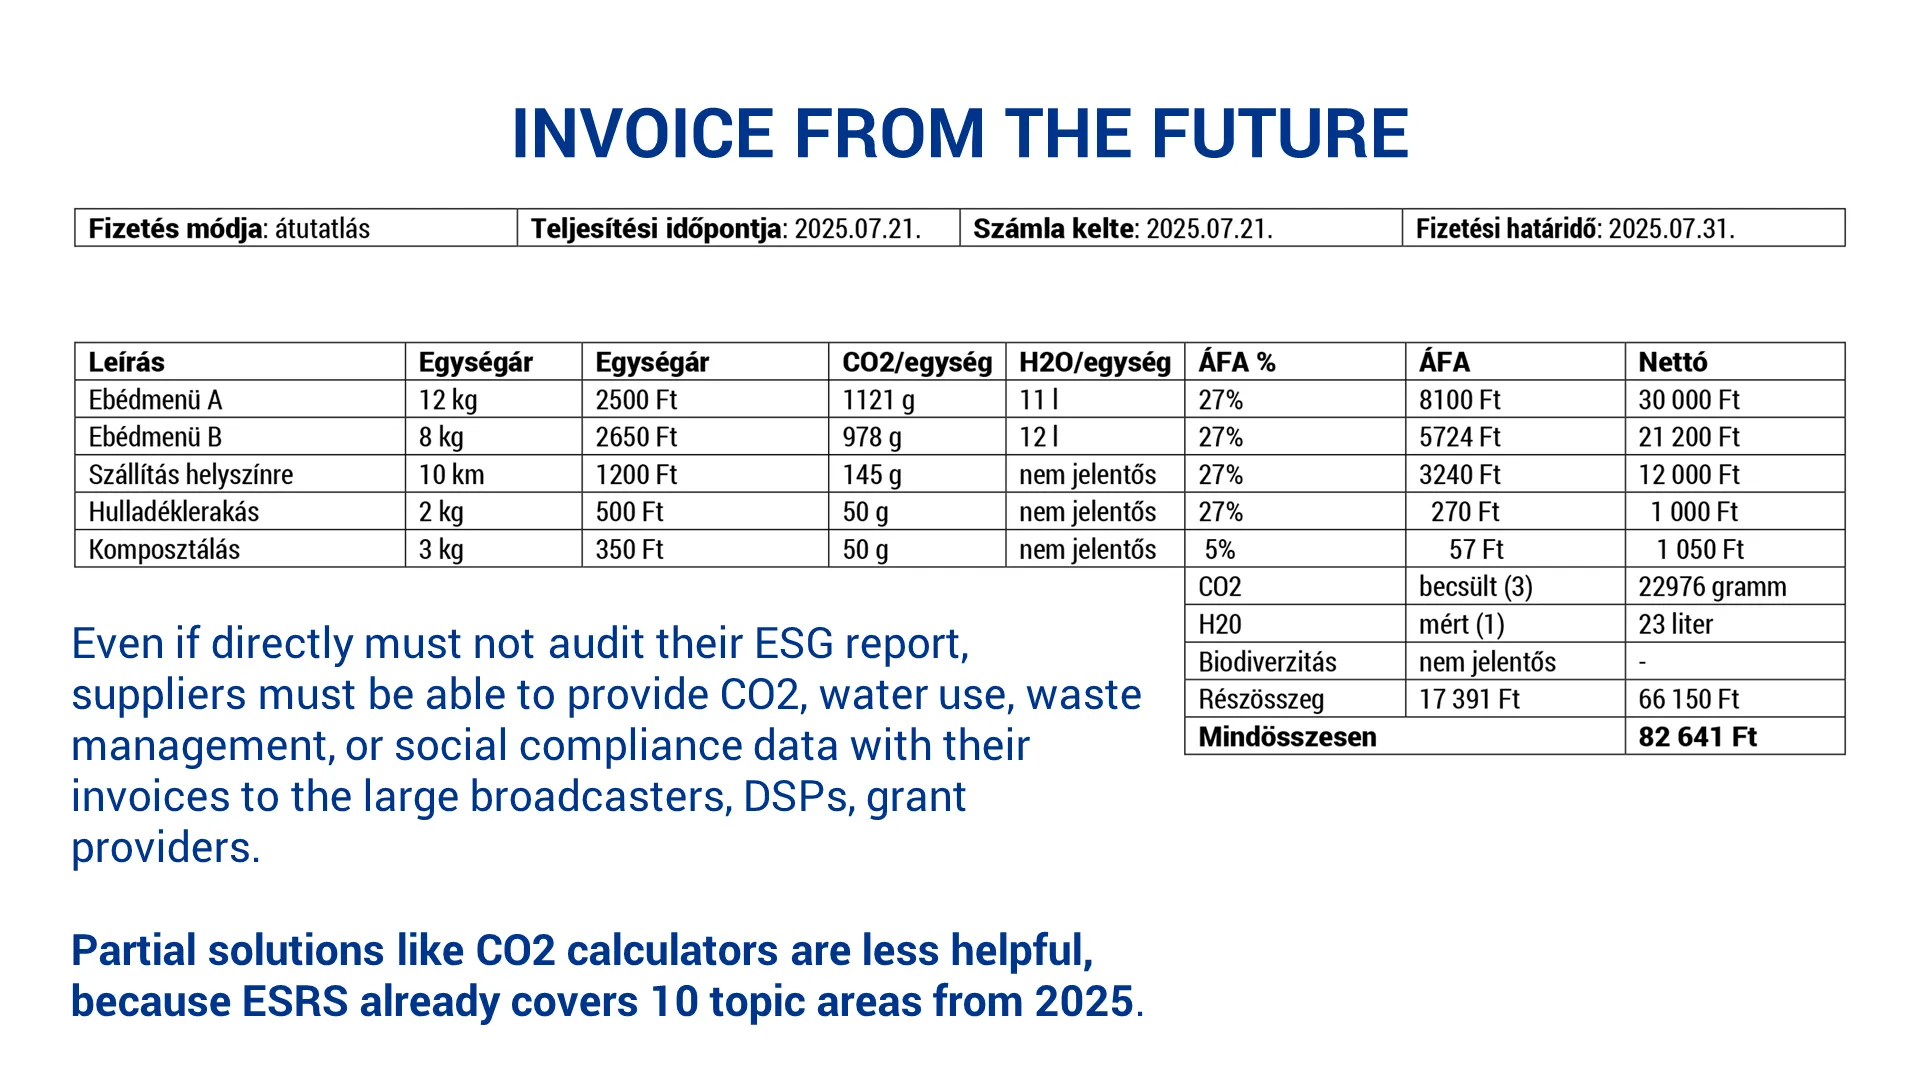 INVOICE FROM THE FUTURE
Fizetés módja: átutatlás Teljesítési időpontja: 2025.07.21. Számla kelte: 2025.07.21. Fizetési határidő: 2025.07.31.
Leírás Egységár Egységár CO2/egység H2O/egység ÁFA % ÁFA Nettó
Ebédmenü A 12 kg 2500 Ft 1121 g 11 l 27% 8100 Ft 30 000 Ft
Ebédmenü B 8 kg 2650 Ft 978 g 12 l 27% 5724 Ft 21 200 Ft
Szállítás helyszínre 10 km 1200 Ft 145 g nem jelentős 27% 3240 Ft 12 000 Ft
Hulladéklerakás 2 kg 500 Ft 50 g nem jelentős 27% 270 Ft 1 000 Ft
Komposztálás 3 kg 350 Ft 50 g nem jelentős 5% 57 Ft 1 050 Ft
CO2 becsült (3) 22976 gramm
H20 mért (1) 23 liter
Biodiverzitás nem jelentős -
Részösszeg 17 391 Ft 66 150 Ft
Mindösszesen 82 641 Ft
Even if directly must not audit their ESG report,
suppliers must be able to provide CO2, water use, waste
management, or social compliance data with their
invoices to the large broadcasters, DSPs, grant
providers.
Partial solutions like CO2 calculators are less helpful,
because ESRS already covers 10 topic areas from 2025.